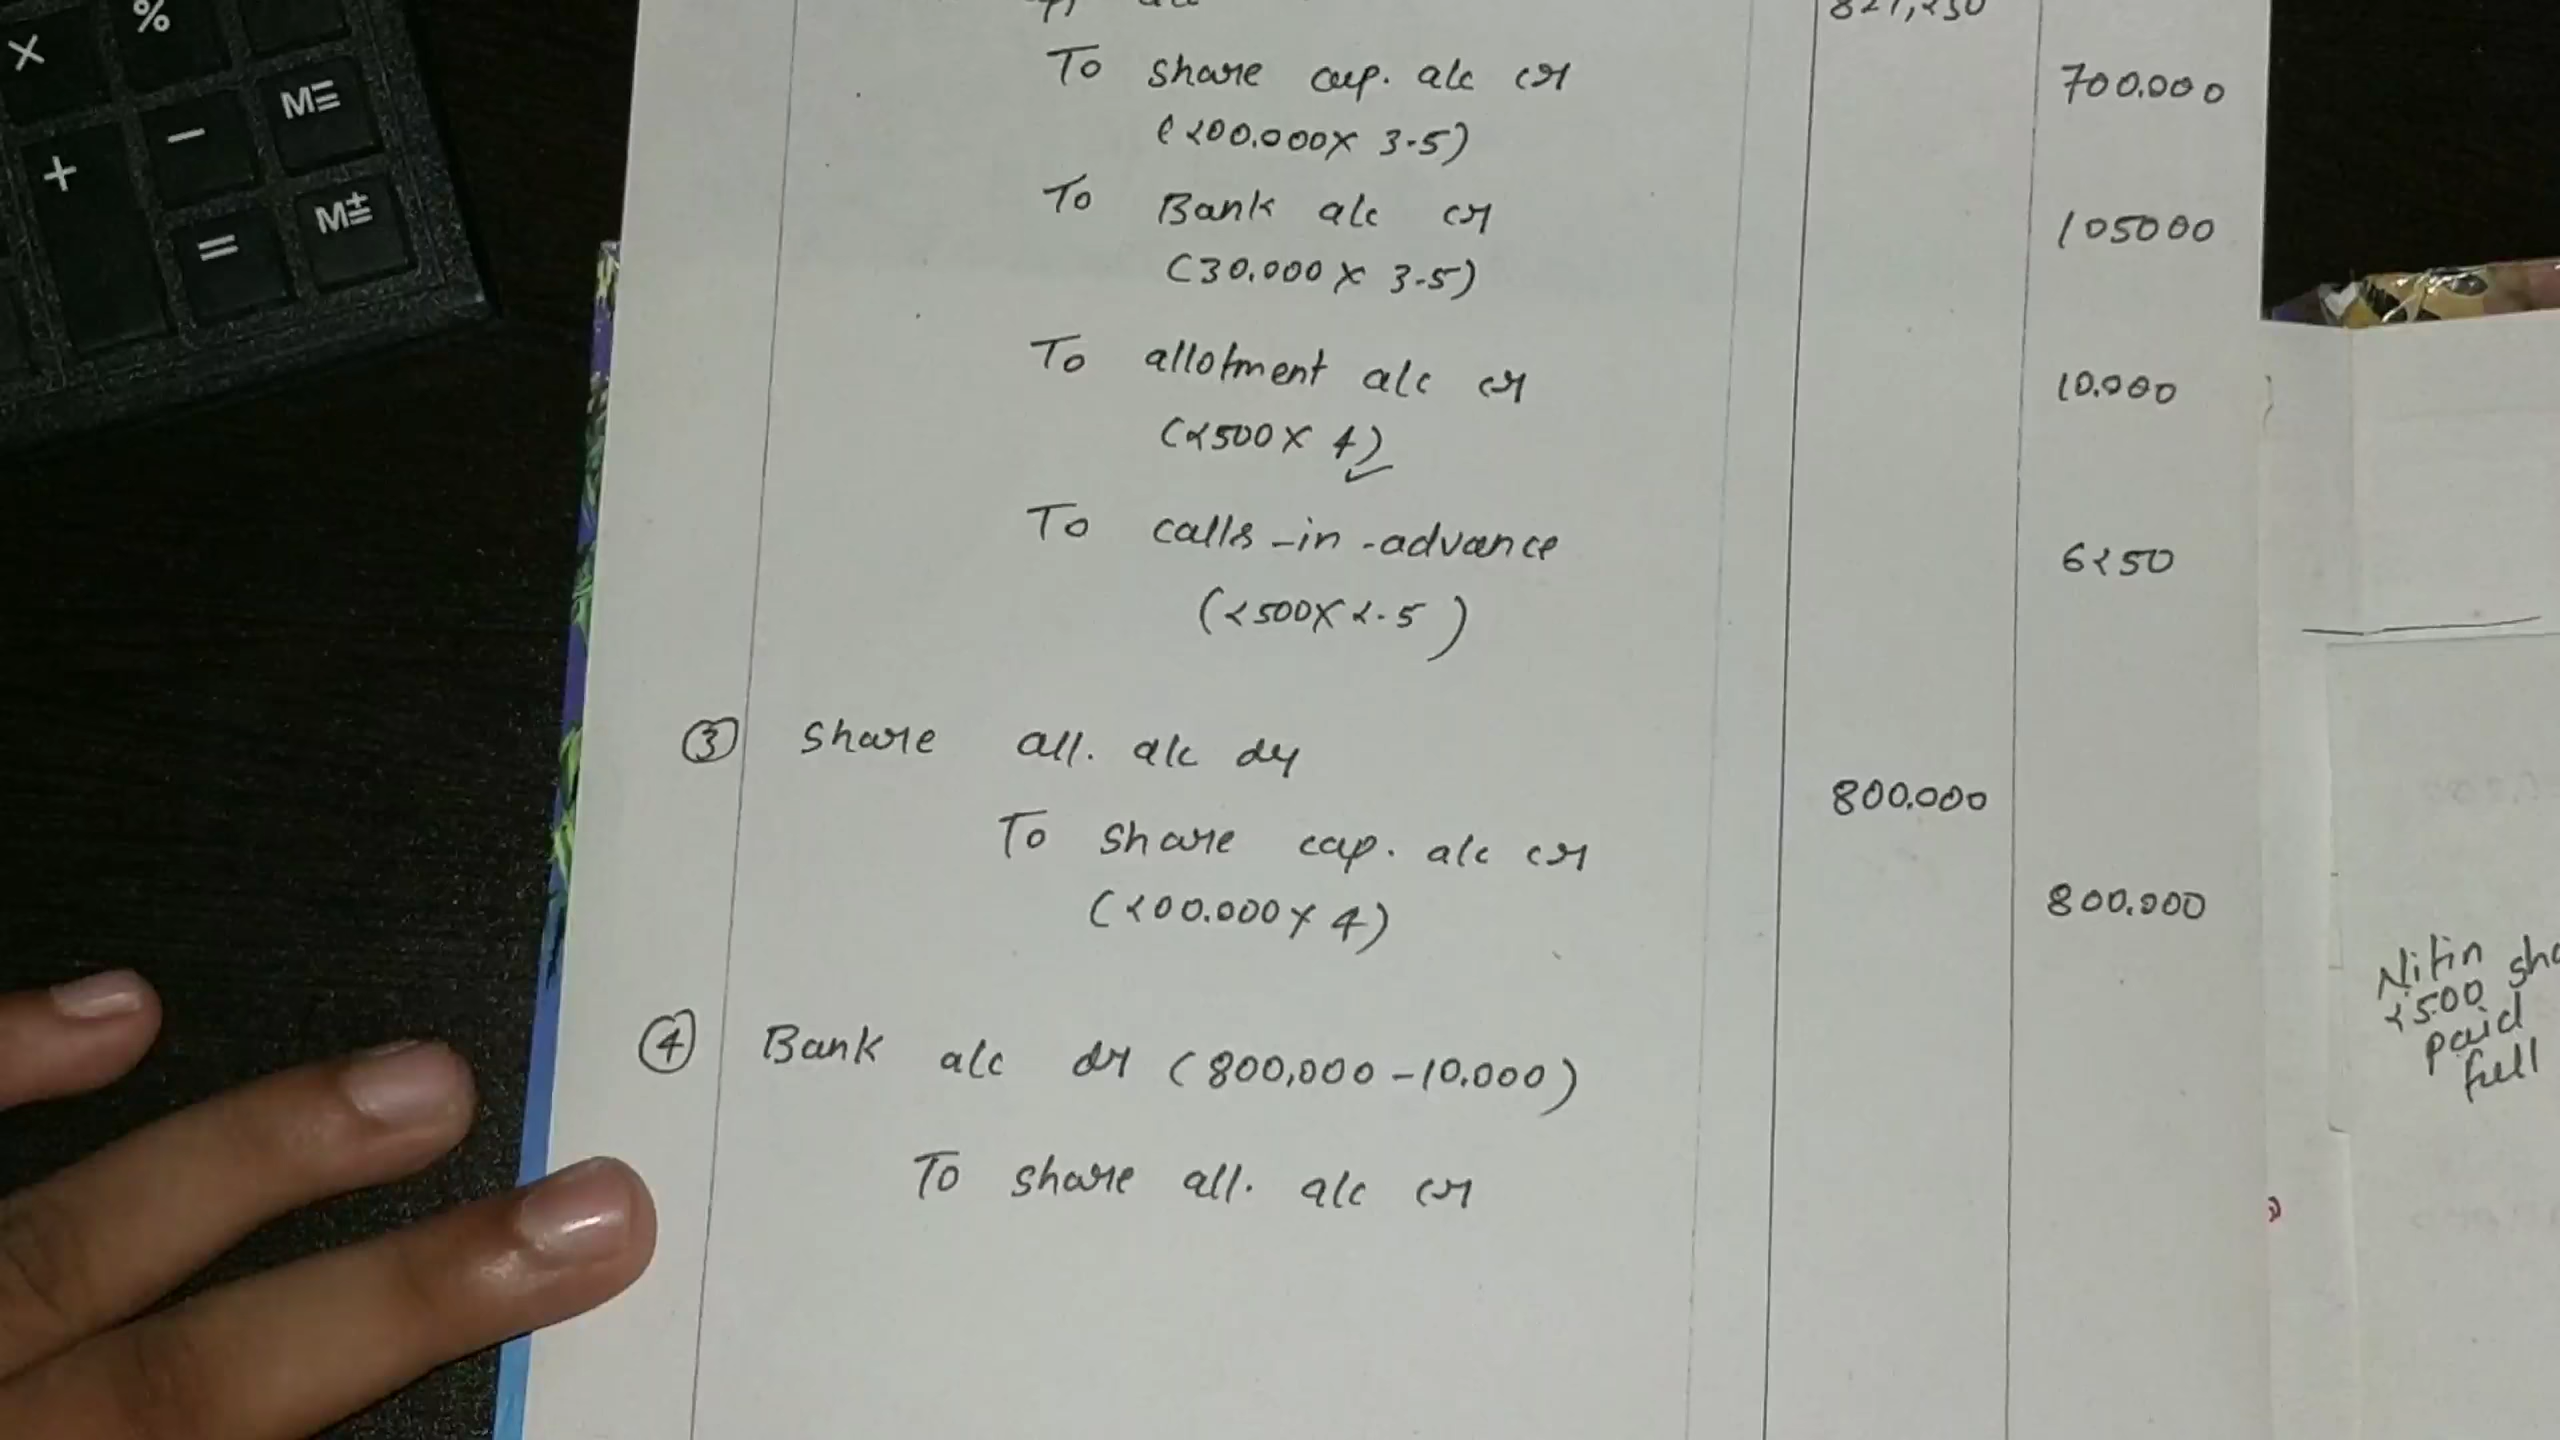 %
×
M=
−
+
M±
=
821,250
To share cap. a/c cr
700.000
(200.000 x 3.5)
To Bank a/c cr
105000
(30.000 x 3.5)
To allotment a/c cr
10.000
(2500 x 4)
To calls-in-advance
6250
(2500 x 2.5)
③ share all. a/c dr
800.000
To share cap. a/c cr
800.000
(200.000 x 4)
④ Bank a/c dr (800,000 - 10.000)
To share all. a/c cr
Nitin
2500
paid
full